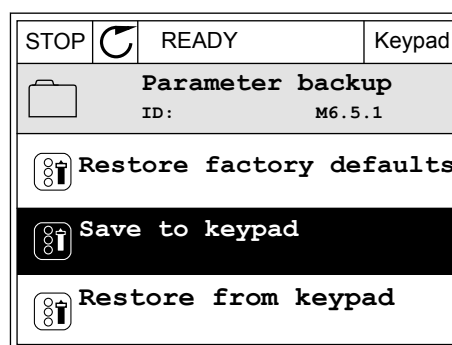 STOP READY Keypad
Parameter backup
ID: M6.5.1
Restore factory defaults
Save to keypad
Restore from keypad